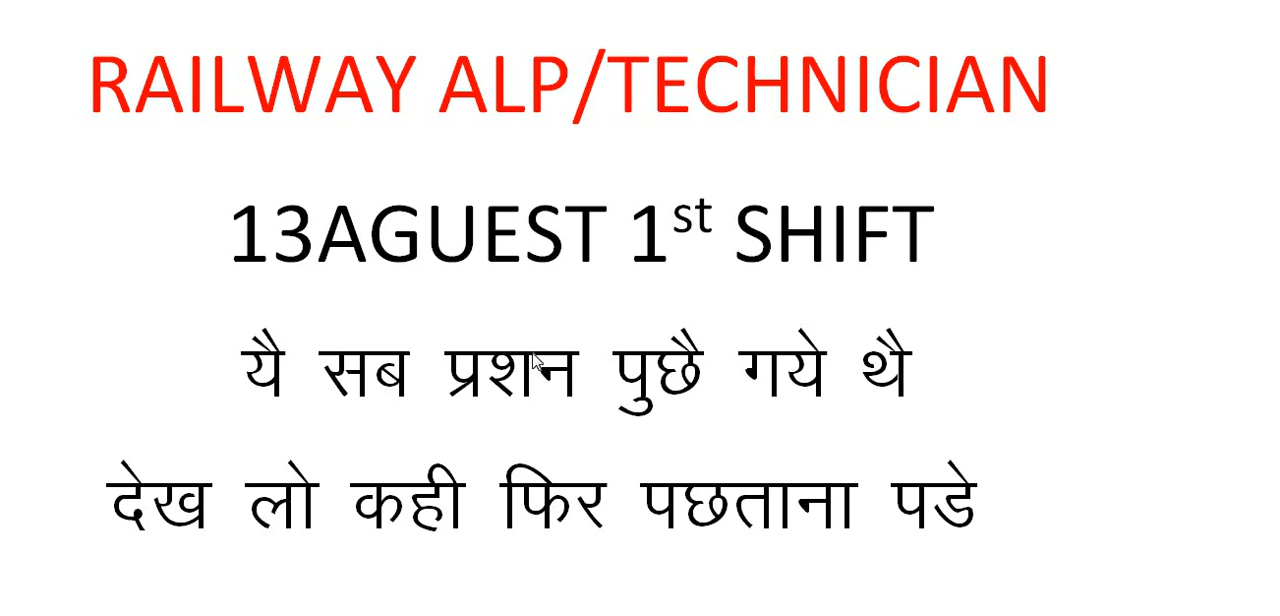 RAILWAY ALP/TECHNICIAN
13AGUEST 1st SHIFT
यै सब प्रशन पुछै गये थै
देख लो कही फिर पछताना पडे